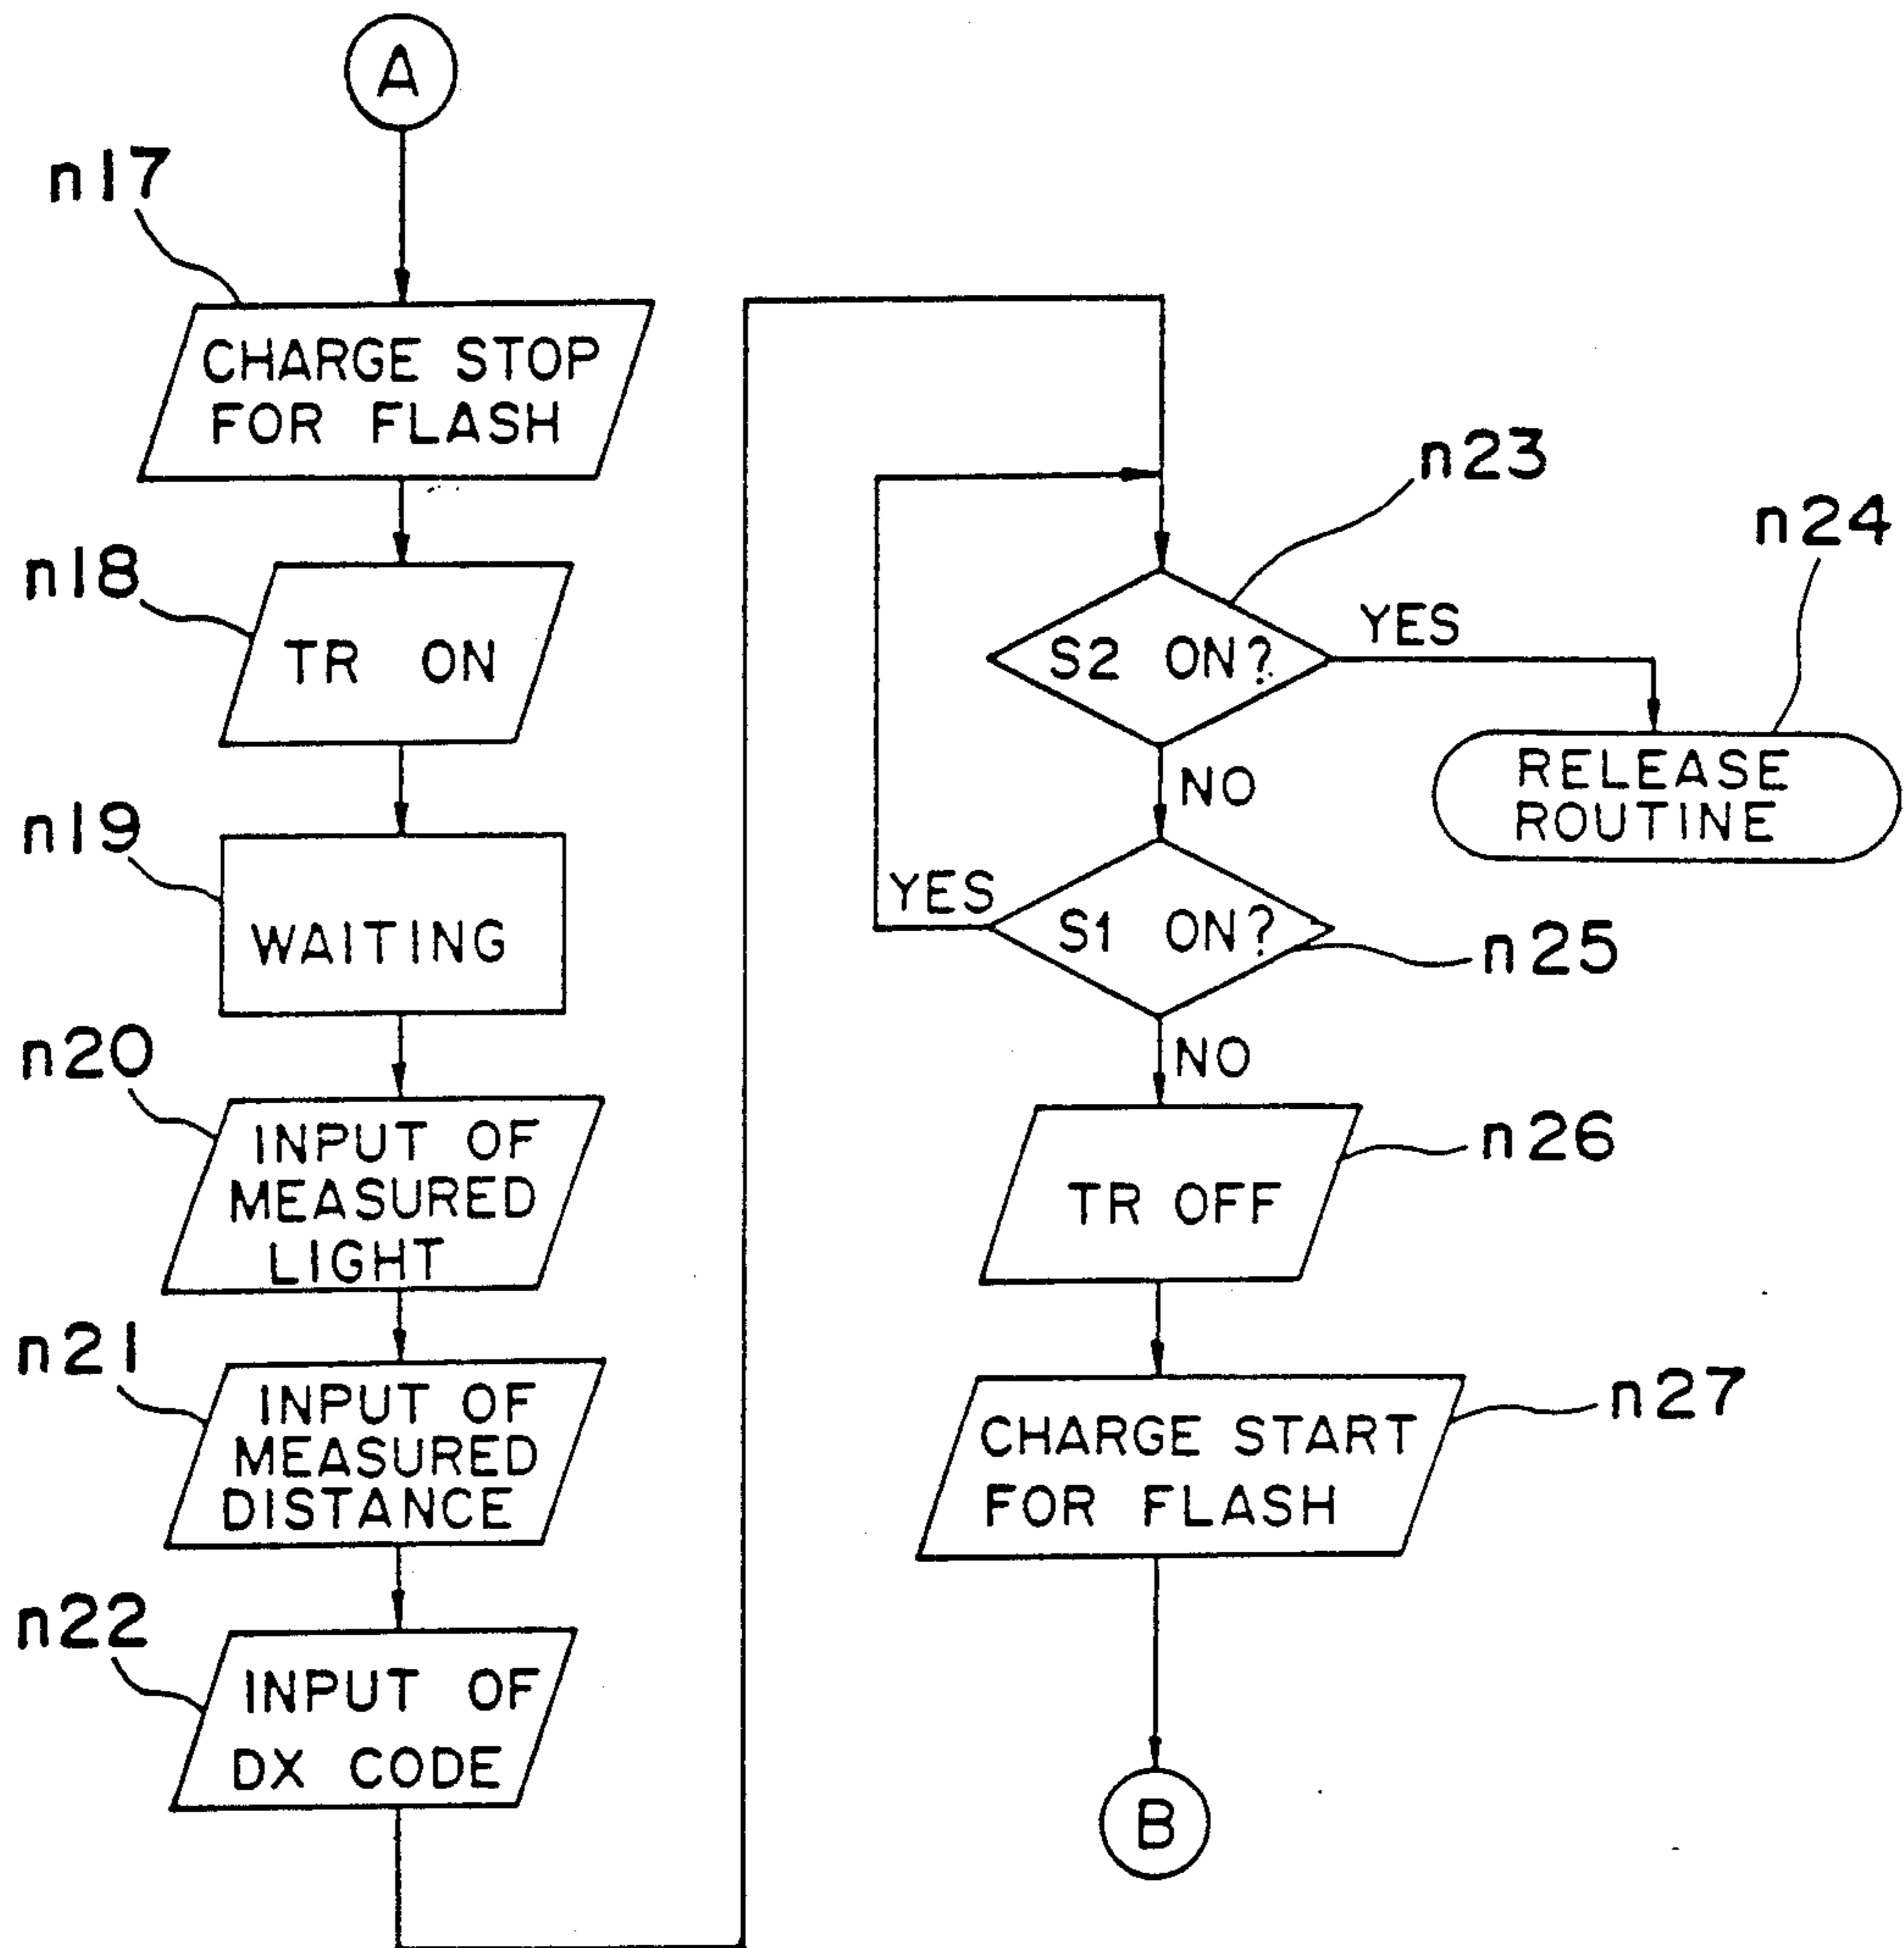 A
n17
CHARGE STOP
FOR FLASH
n18
TR ON
n19
WAITING
n20
INPUT OF
MEASURED
LIGHT
n21
INPUT OF
MEASURED
DISTANCE
n22
INPUT OF
DX CODE
n23
S2 ON?
YES
n24
RELEASE
ROUTINE
NO
YES
S1 ON?
n25
NO
n26
TR OFF
n27
CHARGE START
FOR FLASH
B